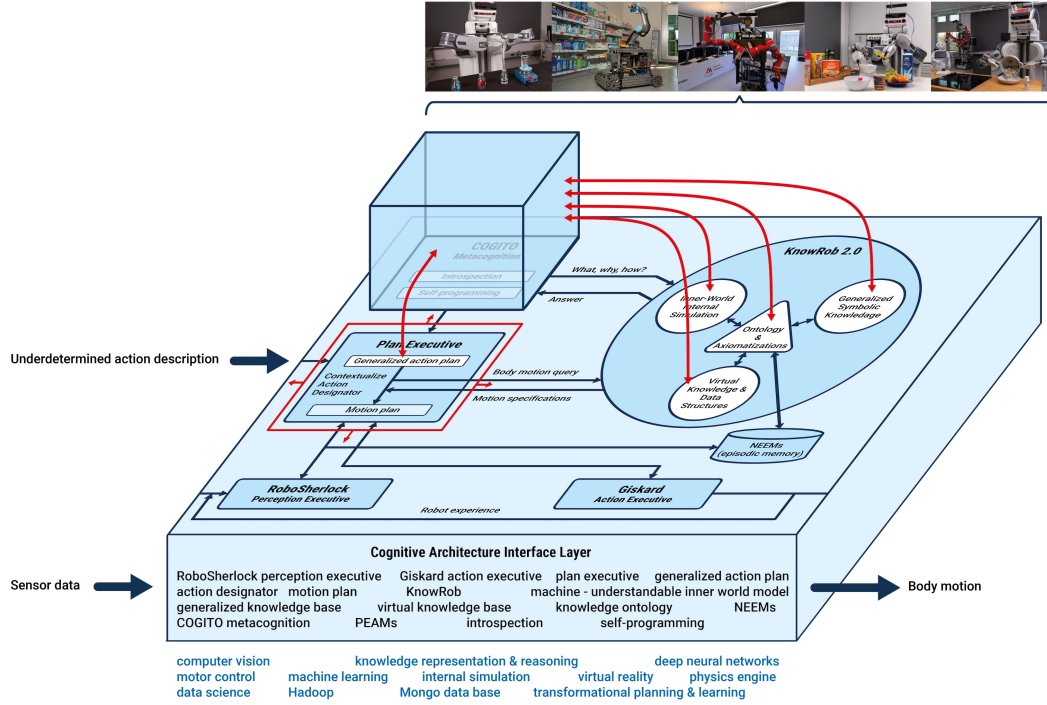 COGITO
Metacognition
Introspection
Self-programming
What, why, how?
Answer
KnowRob 2.0
Inner-World
Internal
Simulation
Generalized
Symbolic
Knowledage
Ontology
&
Axiomatizations
Virtual
Knowledge &
Data
Structures
Underdetermined action description
Plan Executive
Generalized action plan
Contextualize
Action
Designator
Motion plan
Body motion query
Motion specifications
NEEMs
(episodic memory)
RoboSherlock
Perception Executive
Giskard
Action Executive
Robot experience
Cognitive Architecture Interface Layer
Sensor data
Body motion
RoboSherlock perception executive Giskard action executive plan executive generalized action plan
action designator motion plan KnowRob machine - understandable inner world model
generalized knowledge base virtual knowledge base knowledge ontology NEEMs
COGITO metacognition PEAMs introspection self-programming
computer vision knowledge representation & reasoning deep neural networks
motor control machine learning internal simulation virtual reality physics engine
data science Hadoop Mongo data base transformational planning & learning